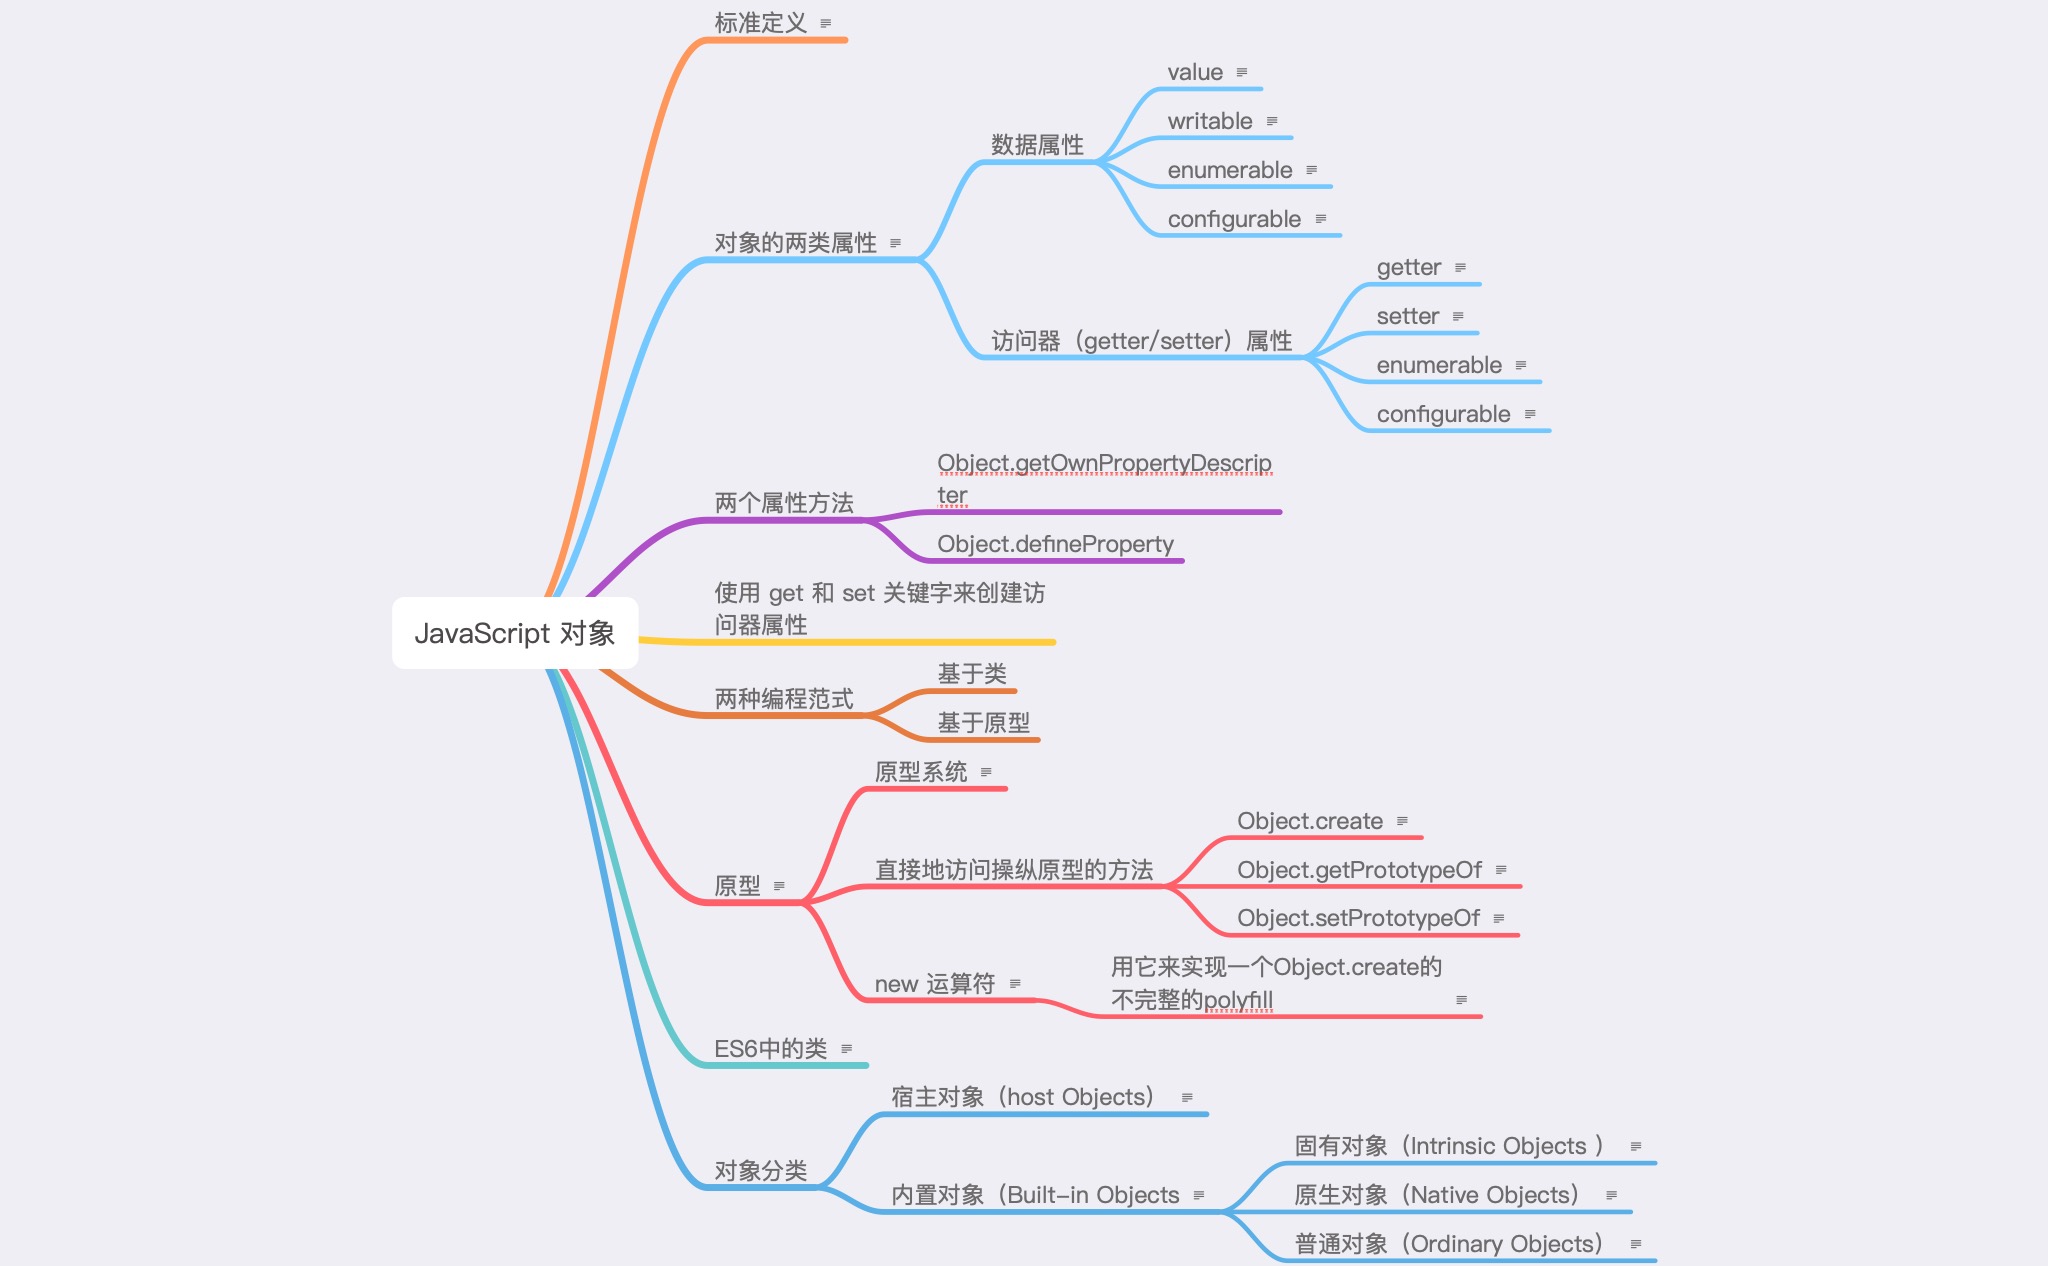 标准定义
value
writable
数据属性
enumerable
configurable
对象的两类属性
getter
setter
访问器（getter/setter）属性
enumerable
configurable
Object.getOwnPropertyDescrip
ter
两个属性方法
Object.defineProperty
使用 get 和 set 关键字来创建访
问器属性
JavaScript 对象
基于类
两种编程范式
基于原型
原型系统
Object.create
直接地访问操纵原型的方法
Object.getPrototypeOf
原型
Object.setPrototypeOf
new 运算符
用它来实现一个Object.create的
不完整的polyfill
ES6中的类
宿主对象（host Objects）
固有对象（Intrinsic Objects ）
对象分类
内置对象（Built-in Objects
原生对象（Native Objects）
普通对象（Ordinary Objects）